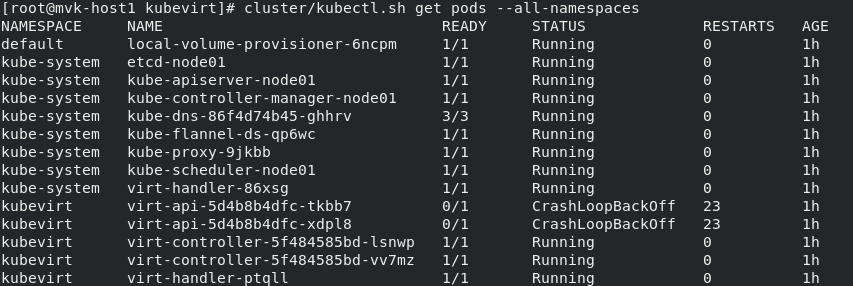 [root@mvk-host1 kubevirt]# cluster/kubectl.sh get pods --all-namespaces
NAMESPACE NAME READY STATUS RESTARTS AGE
default local-volume-provisioner-6ncpm 1/1 Running 0 1h
kube-system etcd-node01 1/1 Running 0 1h
kube-system kube-apiserver-node01 1/1 Running 0 1h
kube-system kube-controller-manager-node01 1/1 Running 0 1h
kube-system kube-dns-86f4d74b45-ghhrv 3/3 Running 0 1h
kube-system kube-flannel-ds-qp6wc 1/1 Running 0 1h
kube-system kube-proxy-9jkbb 1/1 Running 0 1h
kube-system kube-scheduler-node01 1/1 Running 0 1h
kube-system virt-handler-86xsg 1/1 Running 0 1h
kubevirt virt-api-5d4b8b4dfc-tkbb7 0/1 CrashLoopBackOff 23 1h
kubevirt virt-api-5d4b8b4dfc-xdpl8 0/1 CrashLoopBackOff 23 1h
kubevirt virt-controller-5f484585bd-lsnwp 1/1 Running 0 1h
kubevirt virt-controller-5f484585bd-vv7mz 1/1 Running 0 1h
kubevirt virt-handler-ptqll 1/1 Running 0 1h